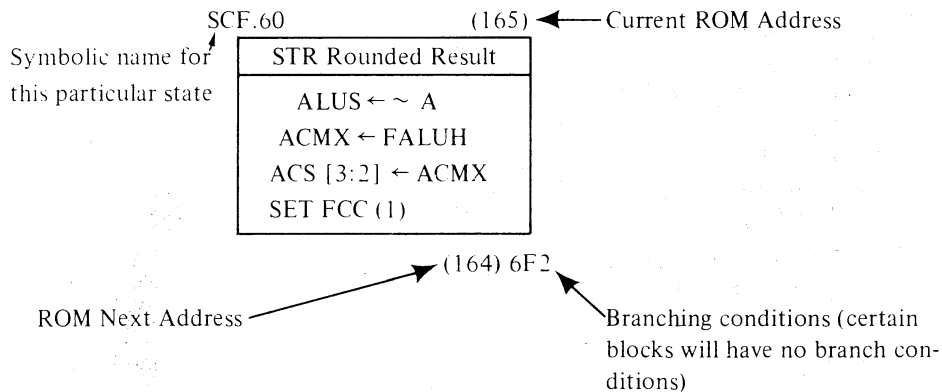 SCF.60 (165) Current ROM Address
Symbolic name for
this particular state
STR Rounded Result
ALUS ← ~ A
ACMX ← FALUH
ACS [3:2] ← ACMX
SET FCC (1)
(164) 6F2
ROM Next Address
Branching conditions (certain
blocks will have no branch con-
ditions)